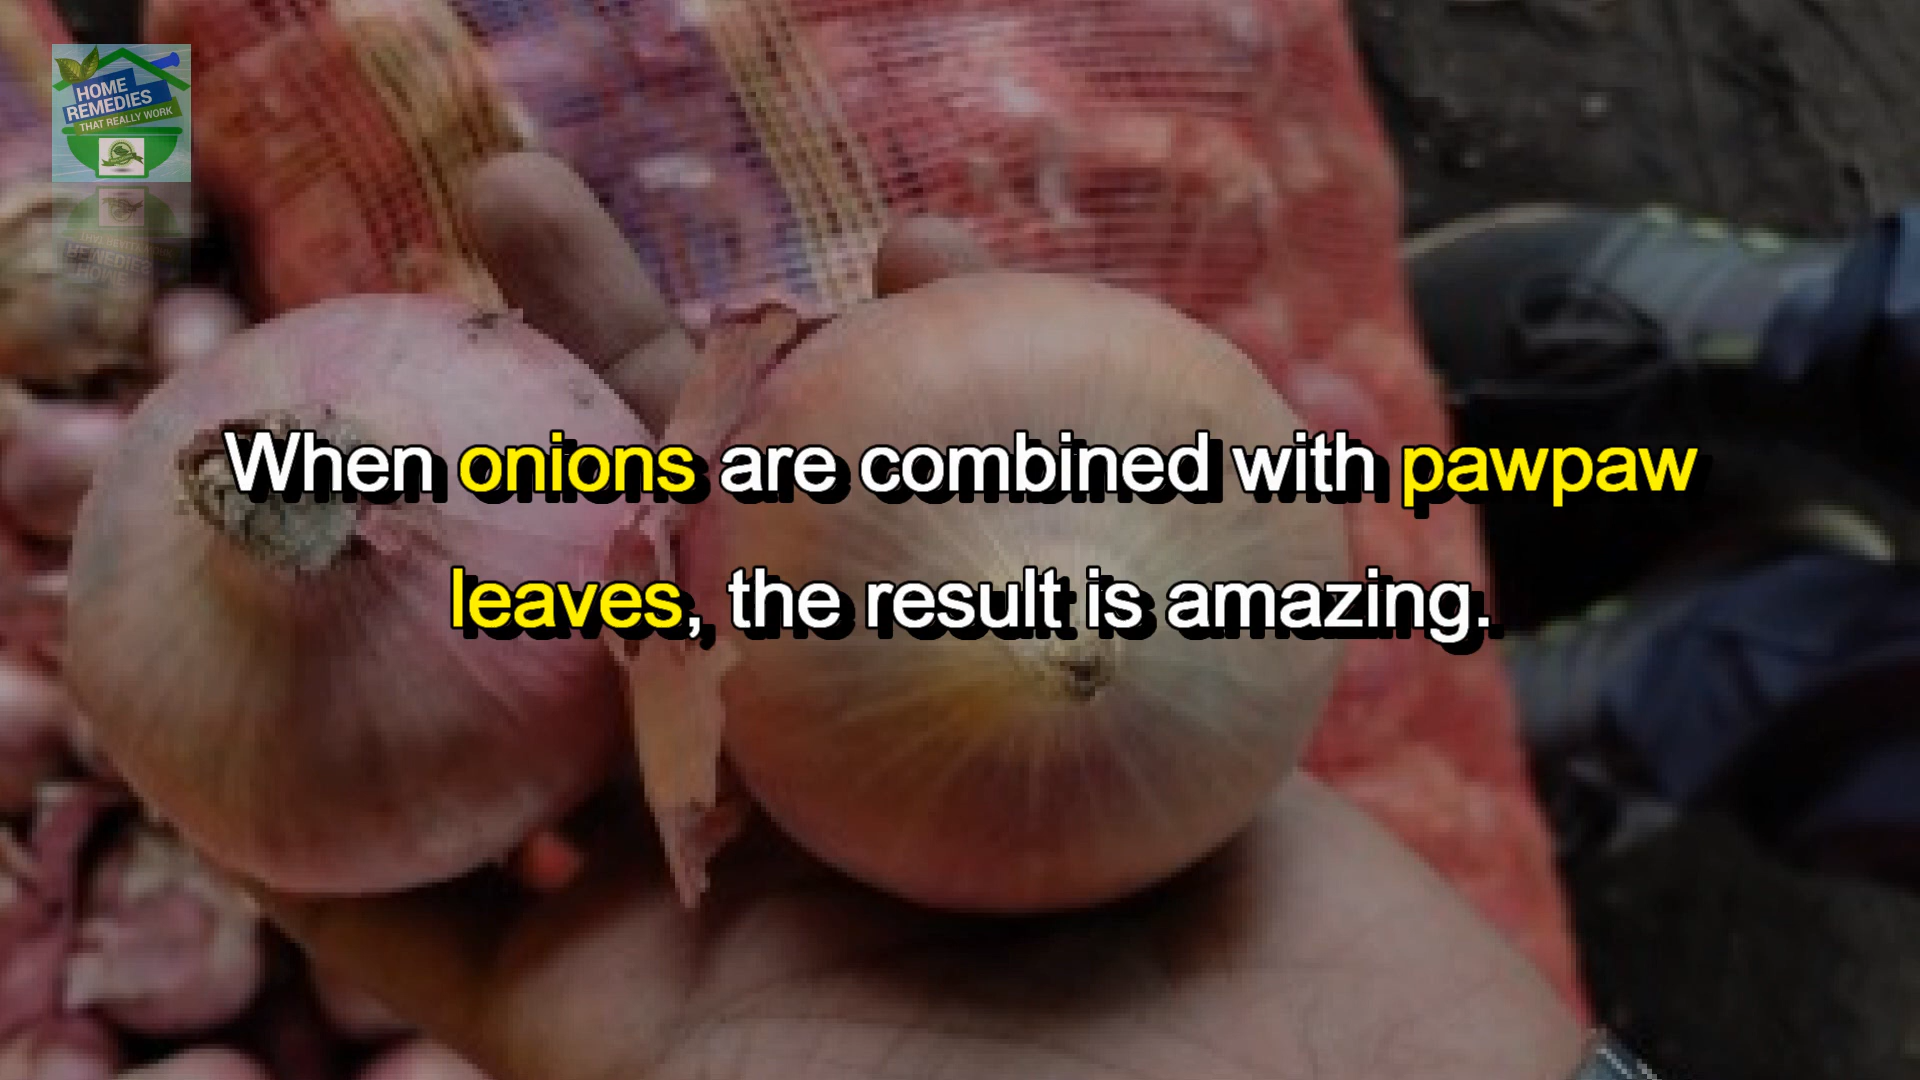 HOME
REMEDIES
THAT REALLY WORK
When onions are combined with pawpaw
leaves, the result is amazing.